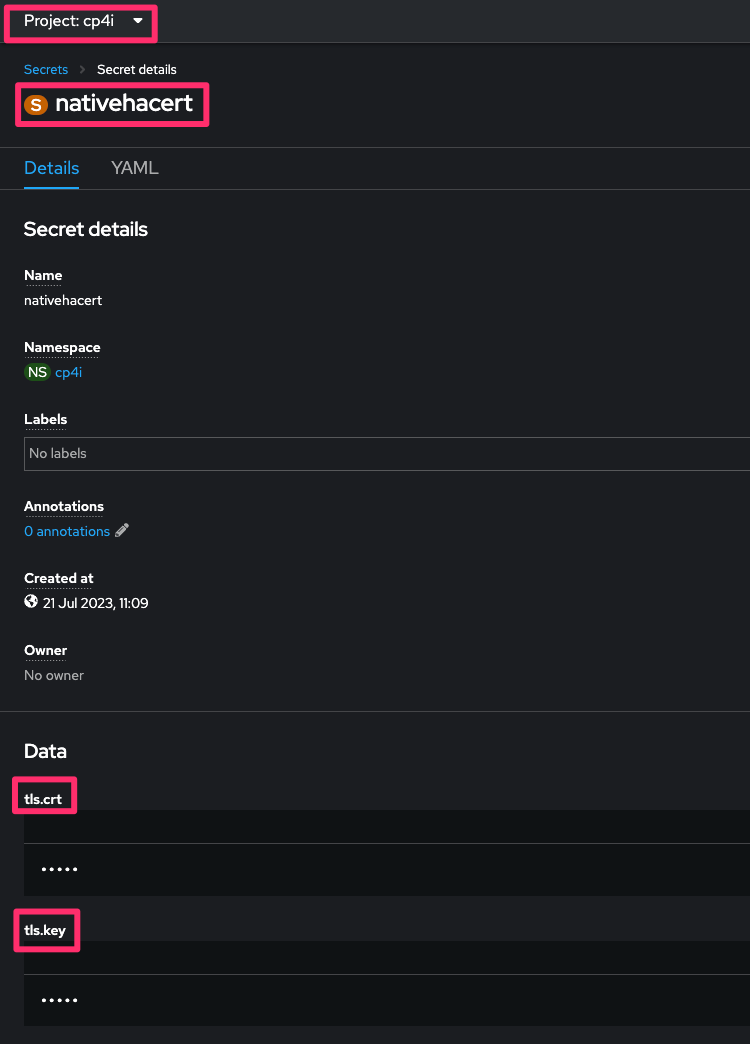 Project: cp4i
Secrets > Secret details
S nativehacert
Details YAML
Secret details
Name
nativehacert
Namespace
NS cp4i
Labels
No labels
Annotations
0 annotations
Created at
21 Jul 2023, 11:09
Owner
No owner
Data
tls.crt
•••••
tls.key
•••••